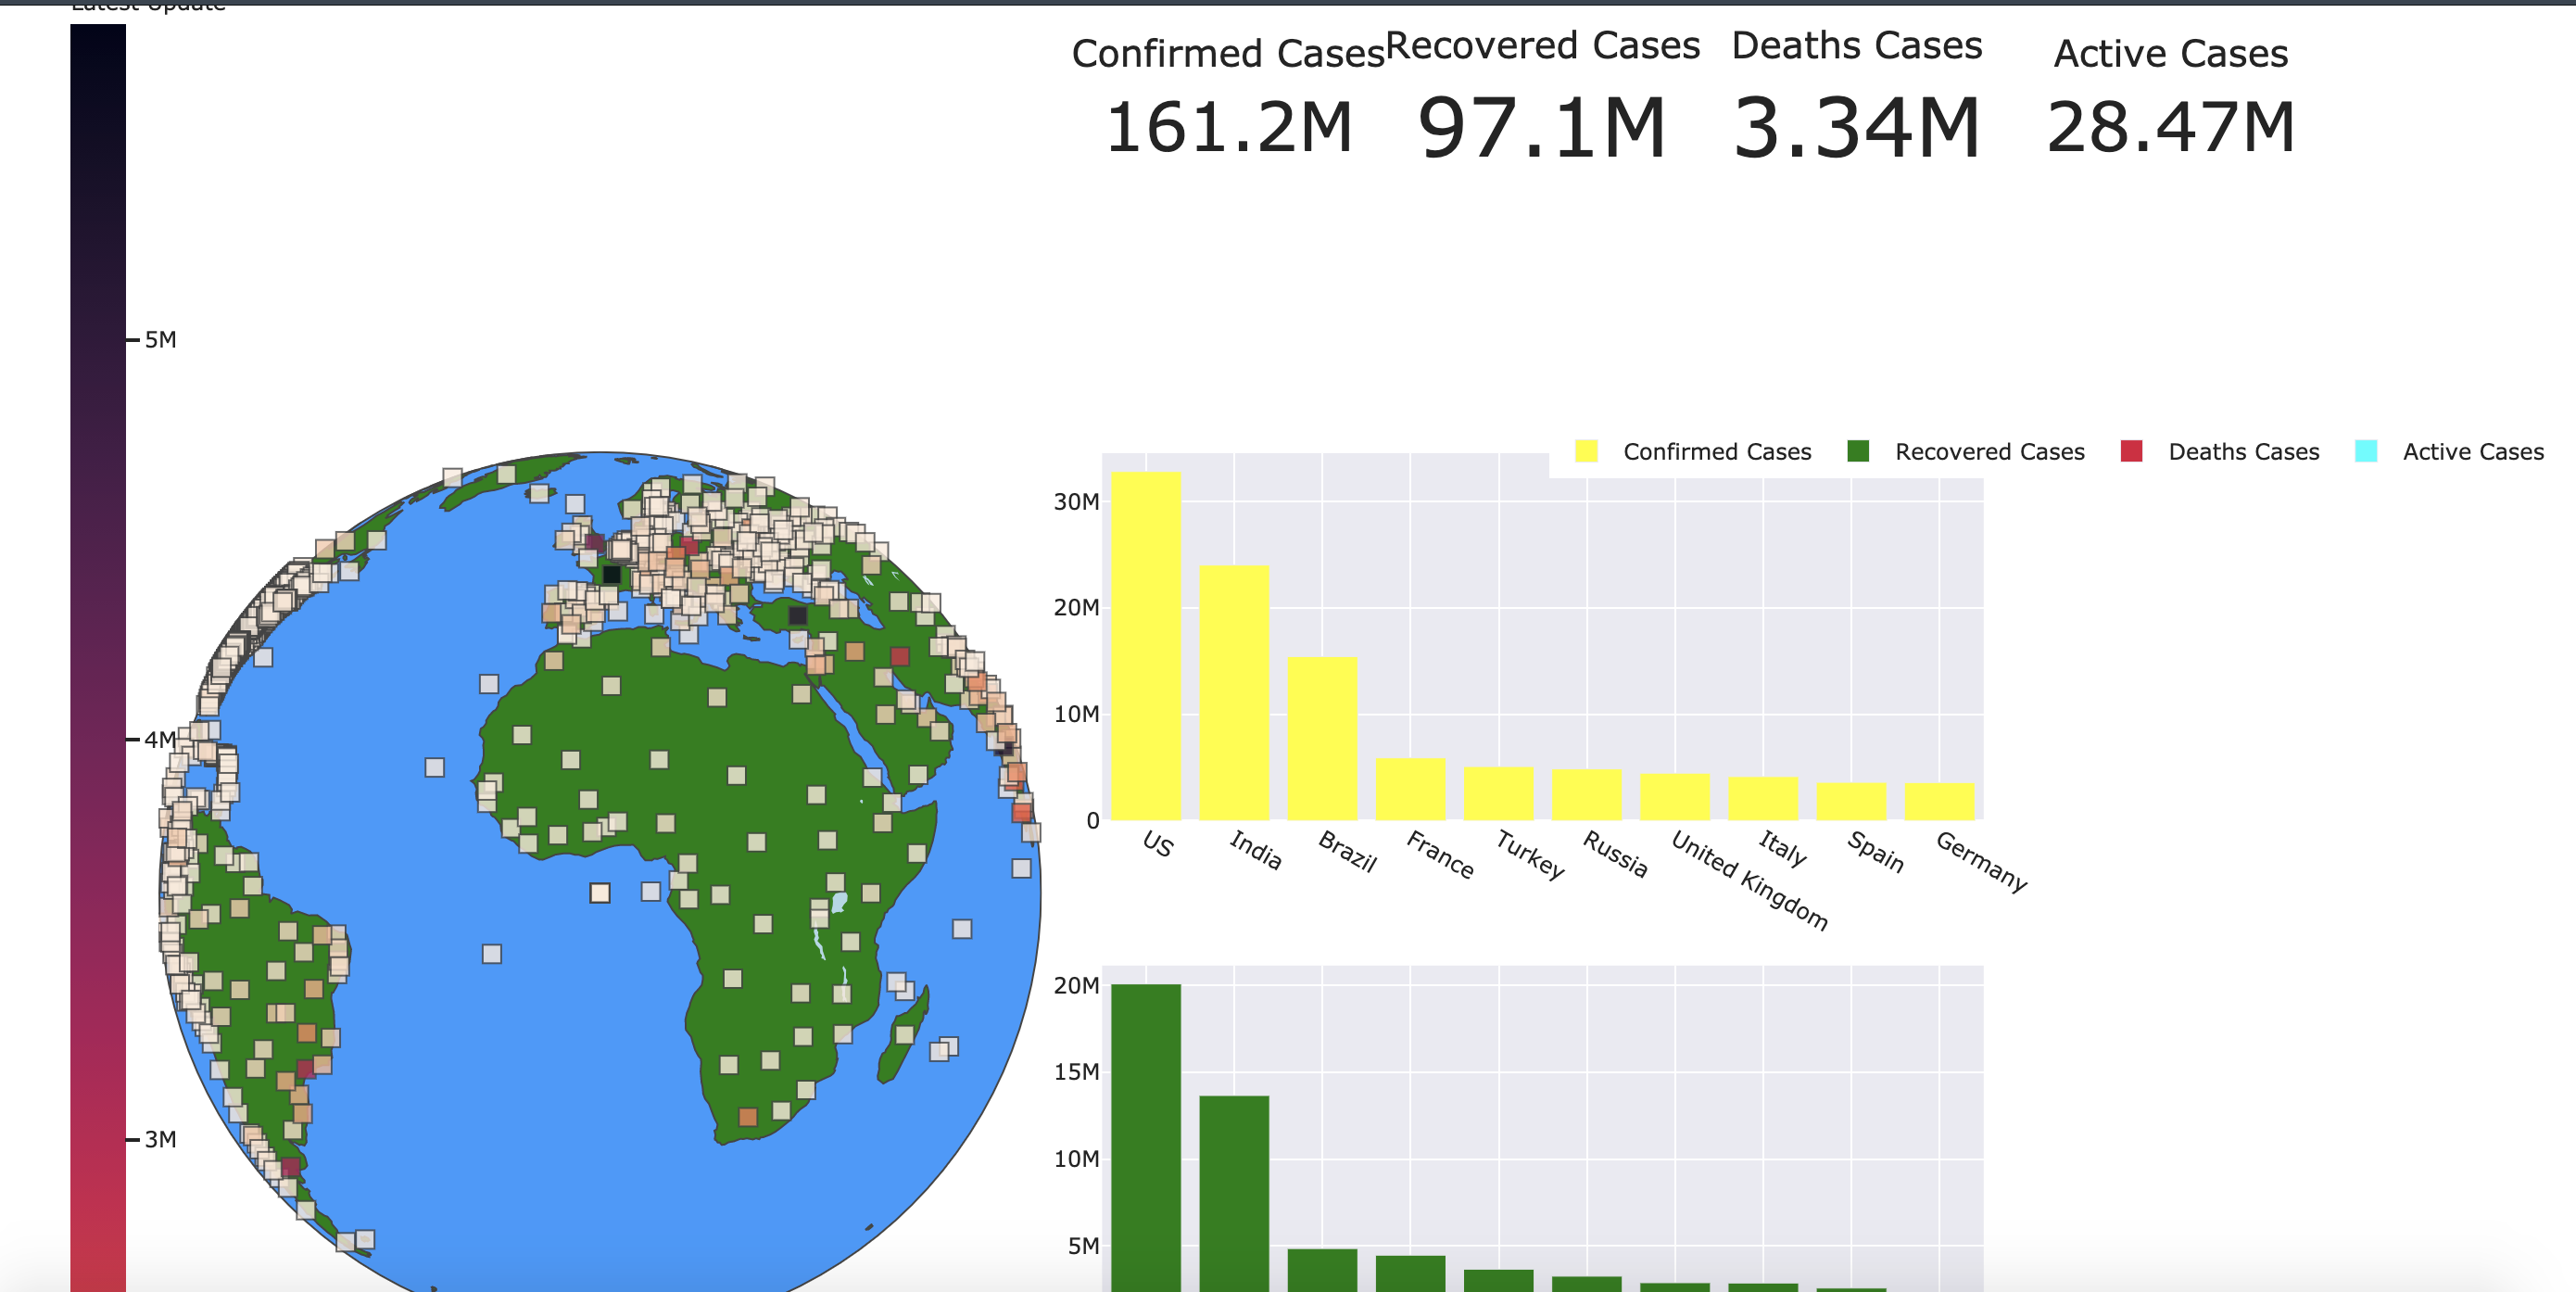 Latest Update
Confirmed Cases
161.2M
Recovered Cases
97.1M
Deaths Cases
3.34M
Active Cases
28.47M
5M
4M
3M
Confirmed Cases
Recovered Cases
Deaths Cases
Active Cases
30M
20M
10M
0
US
India
Brazil
France
Turkey
Russia
United Kingdom
Italy
Spain
Germany
20M
15M
10M
5M